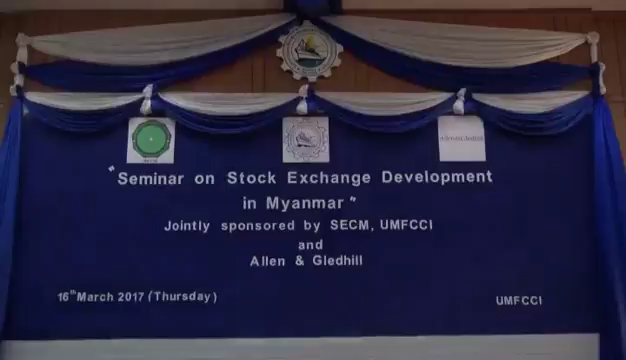 "Seminar on Stock Exchange Development
in Myanmar"
Jointly sponsored by SECM, UMFCCI
and
Allen & Gledhill
16th March 2017 (Thursday)
UMFCCI